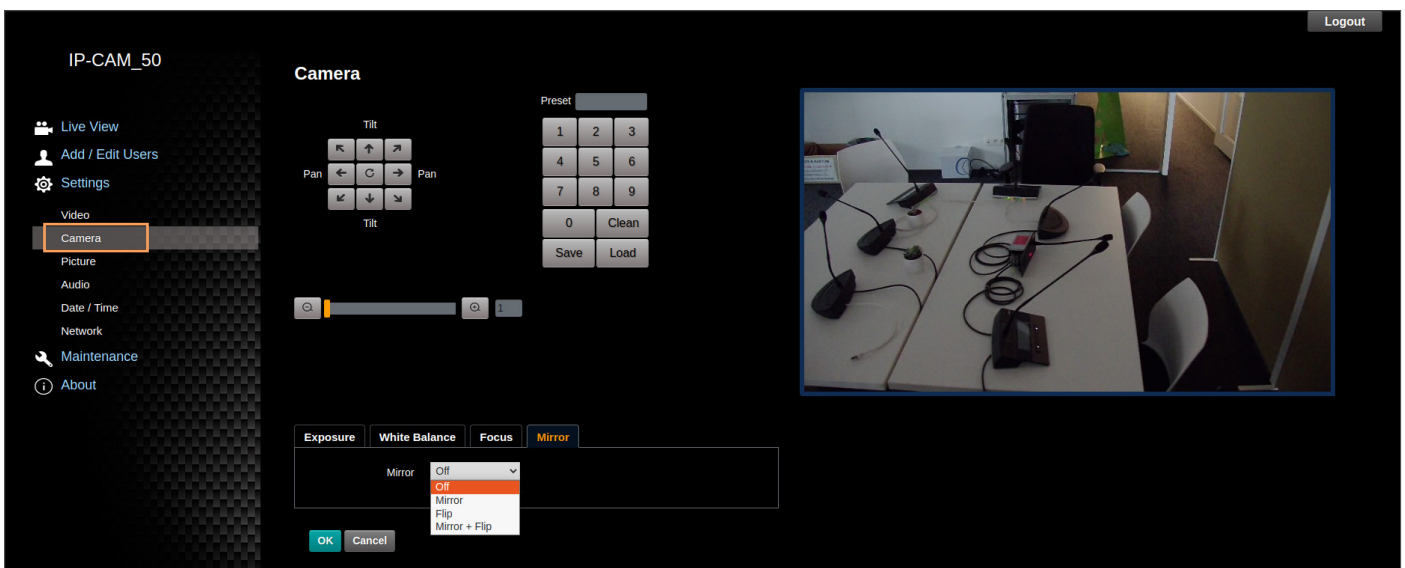 Logout
IP-CAM_50
Live View
Add / Edit Users
Settings
Video
Camera
Picture
Audio
Date / Time
Network
Maintenance
About
Camera
Tilt
Pan
Pan
Tilt
Preset
1 2 3
4 5 6
7 8 9
0 Clean
Save Load
1
Exposure White Balance Focus Mirror
Mirror Off
Off
Mirror
Flip
Mirror + Flip
OK Cancel